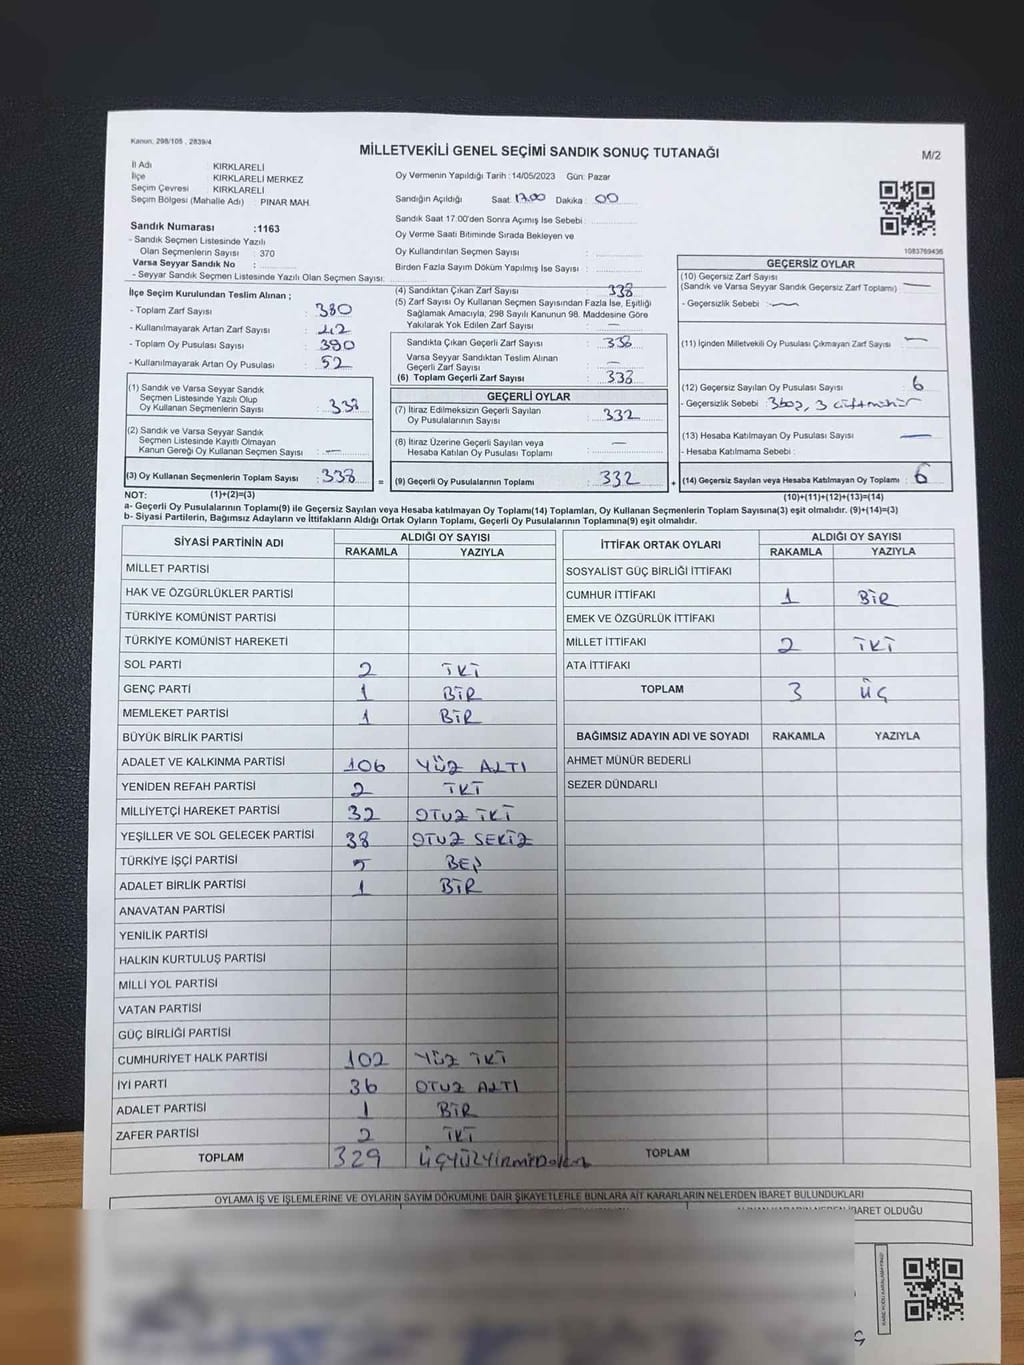 Kanun: 298/105 , 2839/4
MİLLETVEKİLİ GENEL SEÇİMİ SANDIK SONUÇ TUTANAĞI
M/2
İl Adı KIRKLARELİ
İlçe KIRKLARELİ MERKEZ
Seçim Çevresi KIRKLARELİ
Seçim Bölgesi (Mahalle Adı) : PINAR MAH.
Sandık Numarası :1163
- Sandık Seçmen Listesinde Yazılı
Olan Seçmenlerin Sayısı : 370
Varsa Seyyar Sandık No :
- Seyyar Sandık Seçmen Listesinde Yazılı Olan Seçmen Sayısı:
Oy Vermenin Yapıldığı Tarih :14/05/2023 Gün: Pazar
Sandığın Açıldığı Saat: 17.00 Dakika : 00
Sandık Saat 17:00'den Sonra Açımış İse Sebebi :
Oy Verme Saati Bitiminde Sırada Bekleyen ve
Oy Kullandırılan Seçmen Sayısı :
Birden Fazla Sayım Döküm Yapılmış İse Sayısı :
1083769436
İlçe Seçim Kurulundan Teslim Alınan ;
- Toplam Zarf Sayısı : 380
- Kullanılmayarak Artan Zarf Sayısı : 42
- Toplam Oy Pusulası Sayısı : 390
- Kullanılmayarak Artan Oy Pusulası : 52
(1) Sandık ve Varsa Seyyar Sandık
Seçmen Listesinde Yazılı Olup
Oy Kullanan Seçmenlerin Sayısı : 338
(2) Sandık ve Varsa Seyyar Sandık
Seçmen Listesinde Kayıtlı Olmayan
Kanun Gereği Oy Kullanan Seçmen Sayısı : —
(3) Oy Kullanan Seçmenlerin Toplam Sayısı : 338 =
(4) Sandıktan Çıkan Zarf Sayısı : 338
(5) Zarf Sayısı Oy Kullanan Seçmen Sayısından Fazla İse, Eşitliği
Sağlamak Amacıyla, 298 Sayılı Kanunun 98. Maddesine Göre
Yakılarak Yok Edilen Zarf Sayısı : —
Sandıkta Çıkan Geçerli Zarf Sayısı : 338
Varsa Seyyar Sandıktan Teslim Alınan
Geçerli Zarf Sayısı : —
(6) Toplam Geçerli Zarf Sayısı : 338
GEÇERLİ OYLAR
(7) İtiraz Edilmeksizin Geçerli Sayılan
Oy Pusulalarının Sayısı : 332
(8) İtiraz Üzerine Geçerli Sayılan veya
Hesaba Katılan Oy Pusulası Toplamı : —
(9) Geçerli Oy Pusulalarının Toplamı : 332 +
GEÇERSİZ OYLAR
(10) Geçersiz Zarf Sayısı
(Sandık ve Varsa Seyyar Sandık Geçersiz Zarf Toplamı) : —
- Geçersizlik Sebebi : —
(11) İçinden Milletvekili Oy Pusulası Çıkmayan Zarf Sayısı : —
(12) Geçersiz Sayılan Oy Pusulası Sayısı : 6
- Geçersizlik Sebebi : 3 boş, 3 çift mühür
(13) Hesaba Katılmayan Oy Pusulası Sayısı : —
- Hesaba Katılmama Sebebi :
(14) Geçersiz Sayılan veya Hesaba Katılmayan Oy Toplamı : 6
NOT: (1)+(2)=(3) (10)+(11)+(12)+(13)=(14)
a- Geçerli Oy Pusulalarının Toplamı(9) ile Geçersiz Sayılan veya Hesaba katılmayan Oy Toplamı(14) Toplamları, Oy Kullanan Seçmenlerin Toplam Sayısına(3) eşit olmalıdır. (9)+(14)=(3)
b- Siyasi Partilerin, Bağımsız Adayların ve İttifakların Aldığı Ortak Oyların Toplamı, Geçerli Oy Pusulalarının Toplamına(9) eşit olmalıdır.
SİYASİ PARTİNİN ADI ALDIĞI OY SAYISI
RAKAMLA YAZIYLA
MİLLET PARTİSİ
HAK VE ÖZGÜRLÜKLER PARTİSİ
TÜRKİYE KOMÜNİST PARTİSİ
TÜRKİYE KOMÜNİST HAREKETİ
SOL PARTİ 2 İKİ
GENÇ PARTİ 1 BİR
MEMLEKET PARTİSİ 1 BİR
BÜYÜK BİRLİK PARTİSİ
ADALET VE KALKINMA PARTİSİ 106 YÜZ ALTI
YENİDEN REFAH PARTİSİ 2 İKİ
MİLLİYETÇİ HAREKET PARTİSİ 32 OTUZ İKİ
YEŞİLLER VE SOL GELECEK PARTİSİ 38 OTUZ SEKİZ
TÜRKİYE İŞÇİ PARTİSİ 5 BEŞ
ADALET BİRLİK PARTİSİ 1 BİR
ANAVATAN PARTİSİ
YENİLİK PARTİSİ
HALKIN KURTULUŞ PARTİSİ
MİLLİ YOL PARTİSİ
VATAN PARTİSİ
GÜÇ BİRLİĞİ PARTİSİ
CUMHURİYET HALK PARTİSİ 102 YÜZ İKİ
İYİ PARTİ 36 OTUZ ALTI
ADALET PARTİSİ 1 BİR
ZAFER PARTİSİ 2 İKİ
TOPLAM 329 ÜÇYÜZYİRMİDOKUZ
İTTİFAK ORTAK OYLARI ALDIĞI OY SAYISI
RAKAMLA YAZIYLA
SOSYALİST GÜÇ BİRLİĞİ İTTİFAKI
CUMHUR İTTİFAKI 1 BİR
EMEK VE ÖZGÜRLÜK İTTİFAKI
MİLLET İTTİFAKI 2 İKİ
ATA İTTİFAKI
TOPLAM 3 ÜÇ
BAĞIMSIZ ADAYIN ADI VE SOYADI RAKAMLA YAZIYLA
AHMET MÜNÜR BEDERLİ
SEZER DÜNDARLI
TOPLAM
OYLAMA İŞ VE İŞLEMLERİNE VE OYLARIN SAYIM DÖKÜMÜNE DAİR ŞİKAYETLERLE BUNLARA AİT KARARLARIN NELERDEN İBARET BULUNDUKLARI
İBARET OLDUĞU